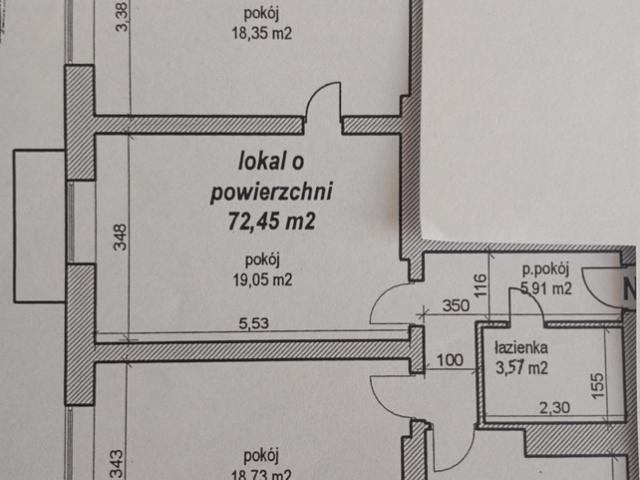 3,38
pokój
18,35 m2
lokal o
powierzchni
72,45 m2
348
pokój
19,05 m2
5,53
116
p.pokój
5,91 m2
N
350
łazienka
3,57 m2
100
155
2,30
343
pokój
18,73 m2